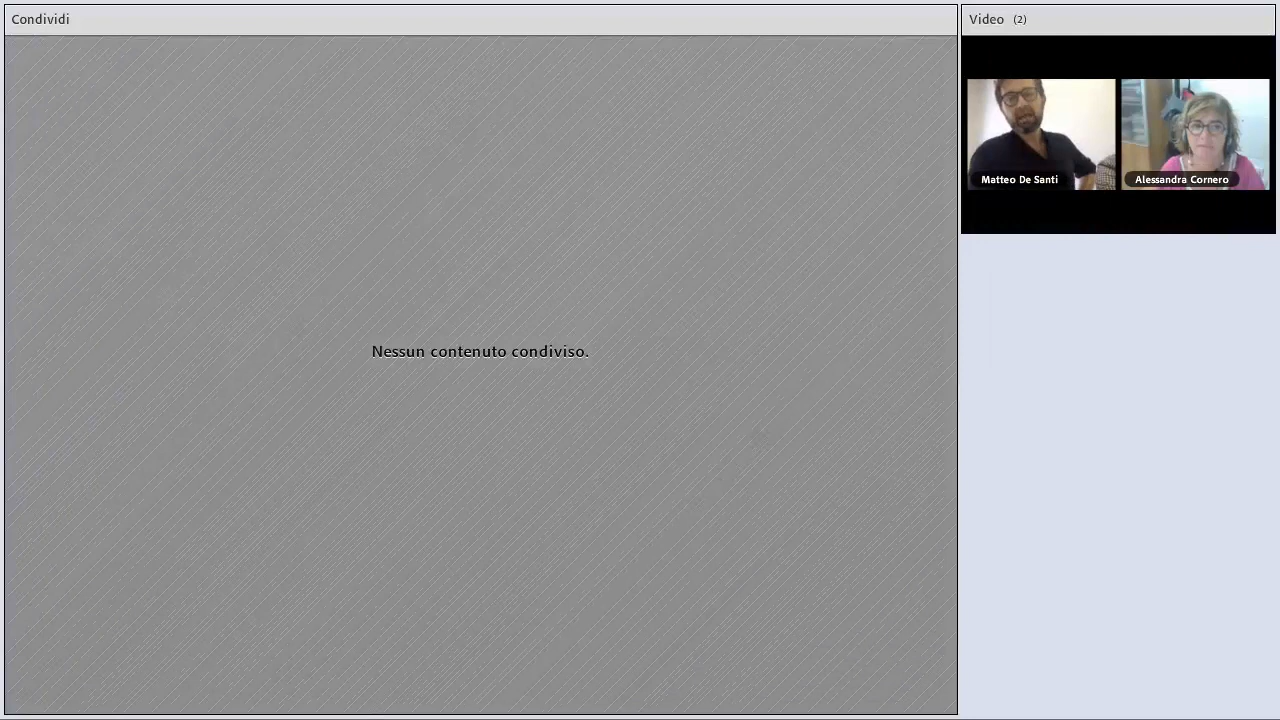 Condividi
Video (2)
Matteo De Santi
Alessandra Cornero
Nessun contenuto condiviso.